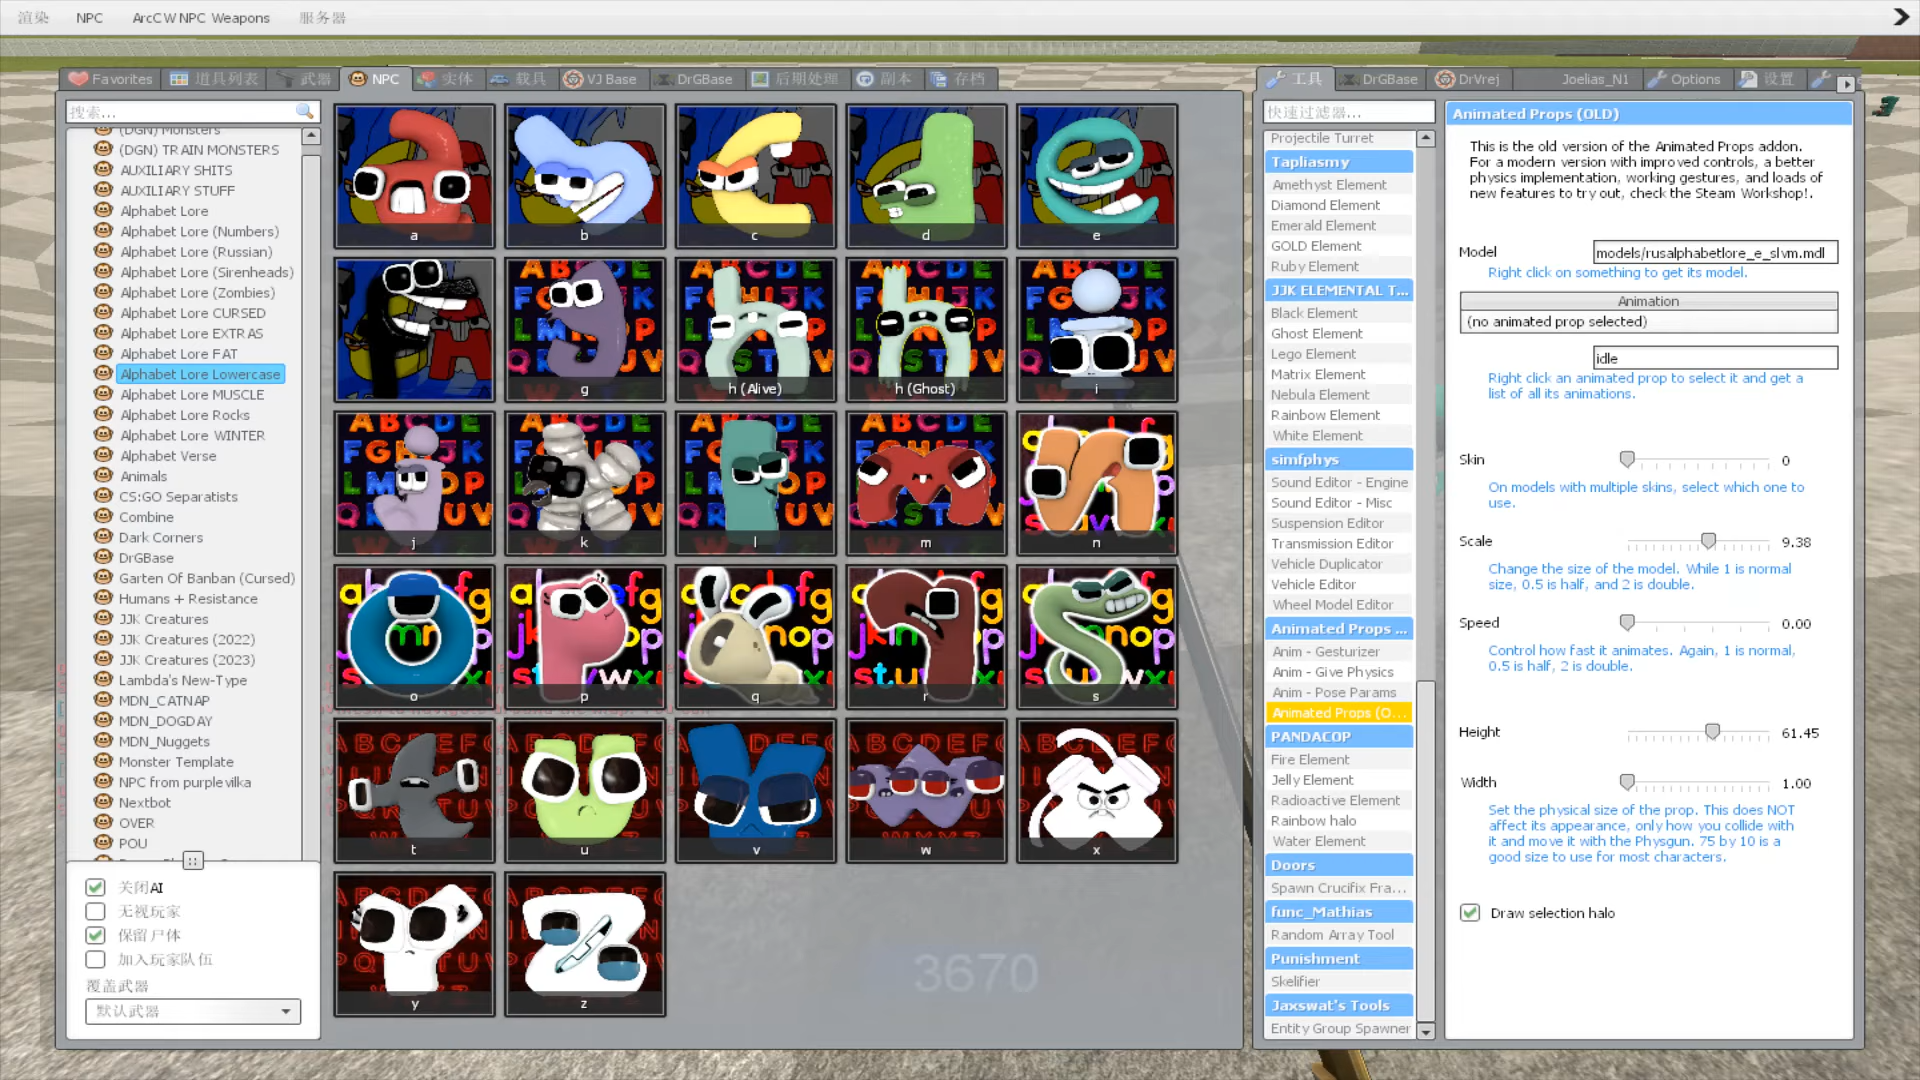 渲染 NPC ArcCW NPC Weapons 服务器
Favorites 道具列表 武器 NPC 实体 载具 VJ Base DrGBase 后期处理 副本 存档
搜索...
(DGN) Monsters
(DGN) TRAIN MONSTERS
AUXILIARY SHITS
AUXILIARY STUFF
Alphabet Lore
Alphabet Lore (Numbers)
Alphabet Lore (Russian)
Alphabet Lore (Sirenheads)
Alphabet Lore (Zombies)
Alphabet Lore CURSED
Alphabet Lore EXTRAS
Alphabet Lore FAT
Alphabet Lore Lowercase
Alphabet Lore MUSCLE
Alphabet Lore Rocks
Alphabet Lore WINTER
Alphabet Verse
Animals
CS:GO Separatists
Combine
Dark Corners
DrGBase
Garten Of Banban (Cursed)
Humans + Resistance
JJK Creatures
JJK Creatures (2022)
JJK Creatures (2023)
Lambda's New-Type
MDN_CATNAP
MDN_DOGDAY
MDN_Nuggets
Monster Template
NPC from purplevilka
Nextbot
OVER
POU
关闭AI
无视玩家
保留尸体
加入玩家队伍
覆盖武器
默认武器
a b c d e
g h (Alive) h (Ghost) i
j k l m n
o p q r s
t u v w x
y z
3670
工具 DrGBase DrVrej Joelias_N1 Options 设置
快速过滤器...
Projectile Turret
Tapliasmy
Amethyst Element
Diamond Element
Emerald Element
GOLD Element
Ruby Element
JJK ELEMENTAL T...
Black Element
Ghost Element
Lego Element
Matrix Element
Nebula Element
Rainbow Element
White Element
simfphys
Sound Editor - Engine
Sound Editor - Misc
Suspension Editor
Transmission Editor
Vehicle Duplicator
Vehicle Editor
Wheel Model Editor
Animated Props ...
Anim - Gesturizer
Anim - Give Physics
Anim - Pose Params
Animated Props (O...
PANDACOP
Fire Element
Jelly Element
Radioactive Element
Rainbow halo
Water Element
Doors
Spawn Crucifix Fra...
func_Mathias
Random Array Tool
Punishment
Skelifier
Jaxswat's Tools
Entity Group Spawner
Animated Props (OLD)
This is the old version of the Animated Props addon.
For a modern version with improved controls, a better
physics implementation, working gestures, and loads of
new features to try out, check the Steam Workshop!.
Model models/rusalphabetlore_e_slvm.mdl
Right click on something to get its model.
Animation
(no animated prop selected)
idle
Right click an animated prop to select it and get a
list of all its animations.
Skin 0
On models with multiple skins, select which one to
use.
Scale 9.38
Change the size of the model. While 1 is normal
size, 0.5 is half, and 2 is double.
Speed 0.00
Control how fast it animates. Again, 1 is normal,
0.5 is half, 2 is double.
Height 61.45
Width 1.00
Set the physical size of the prop. This does NOT
affect its appearance, only how you collide with
it and move it with the Physgun. 75 by 10 is a
good size to use for most characters.
Draw selection halo